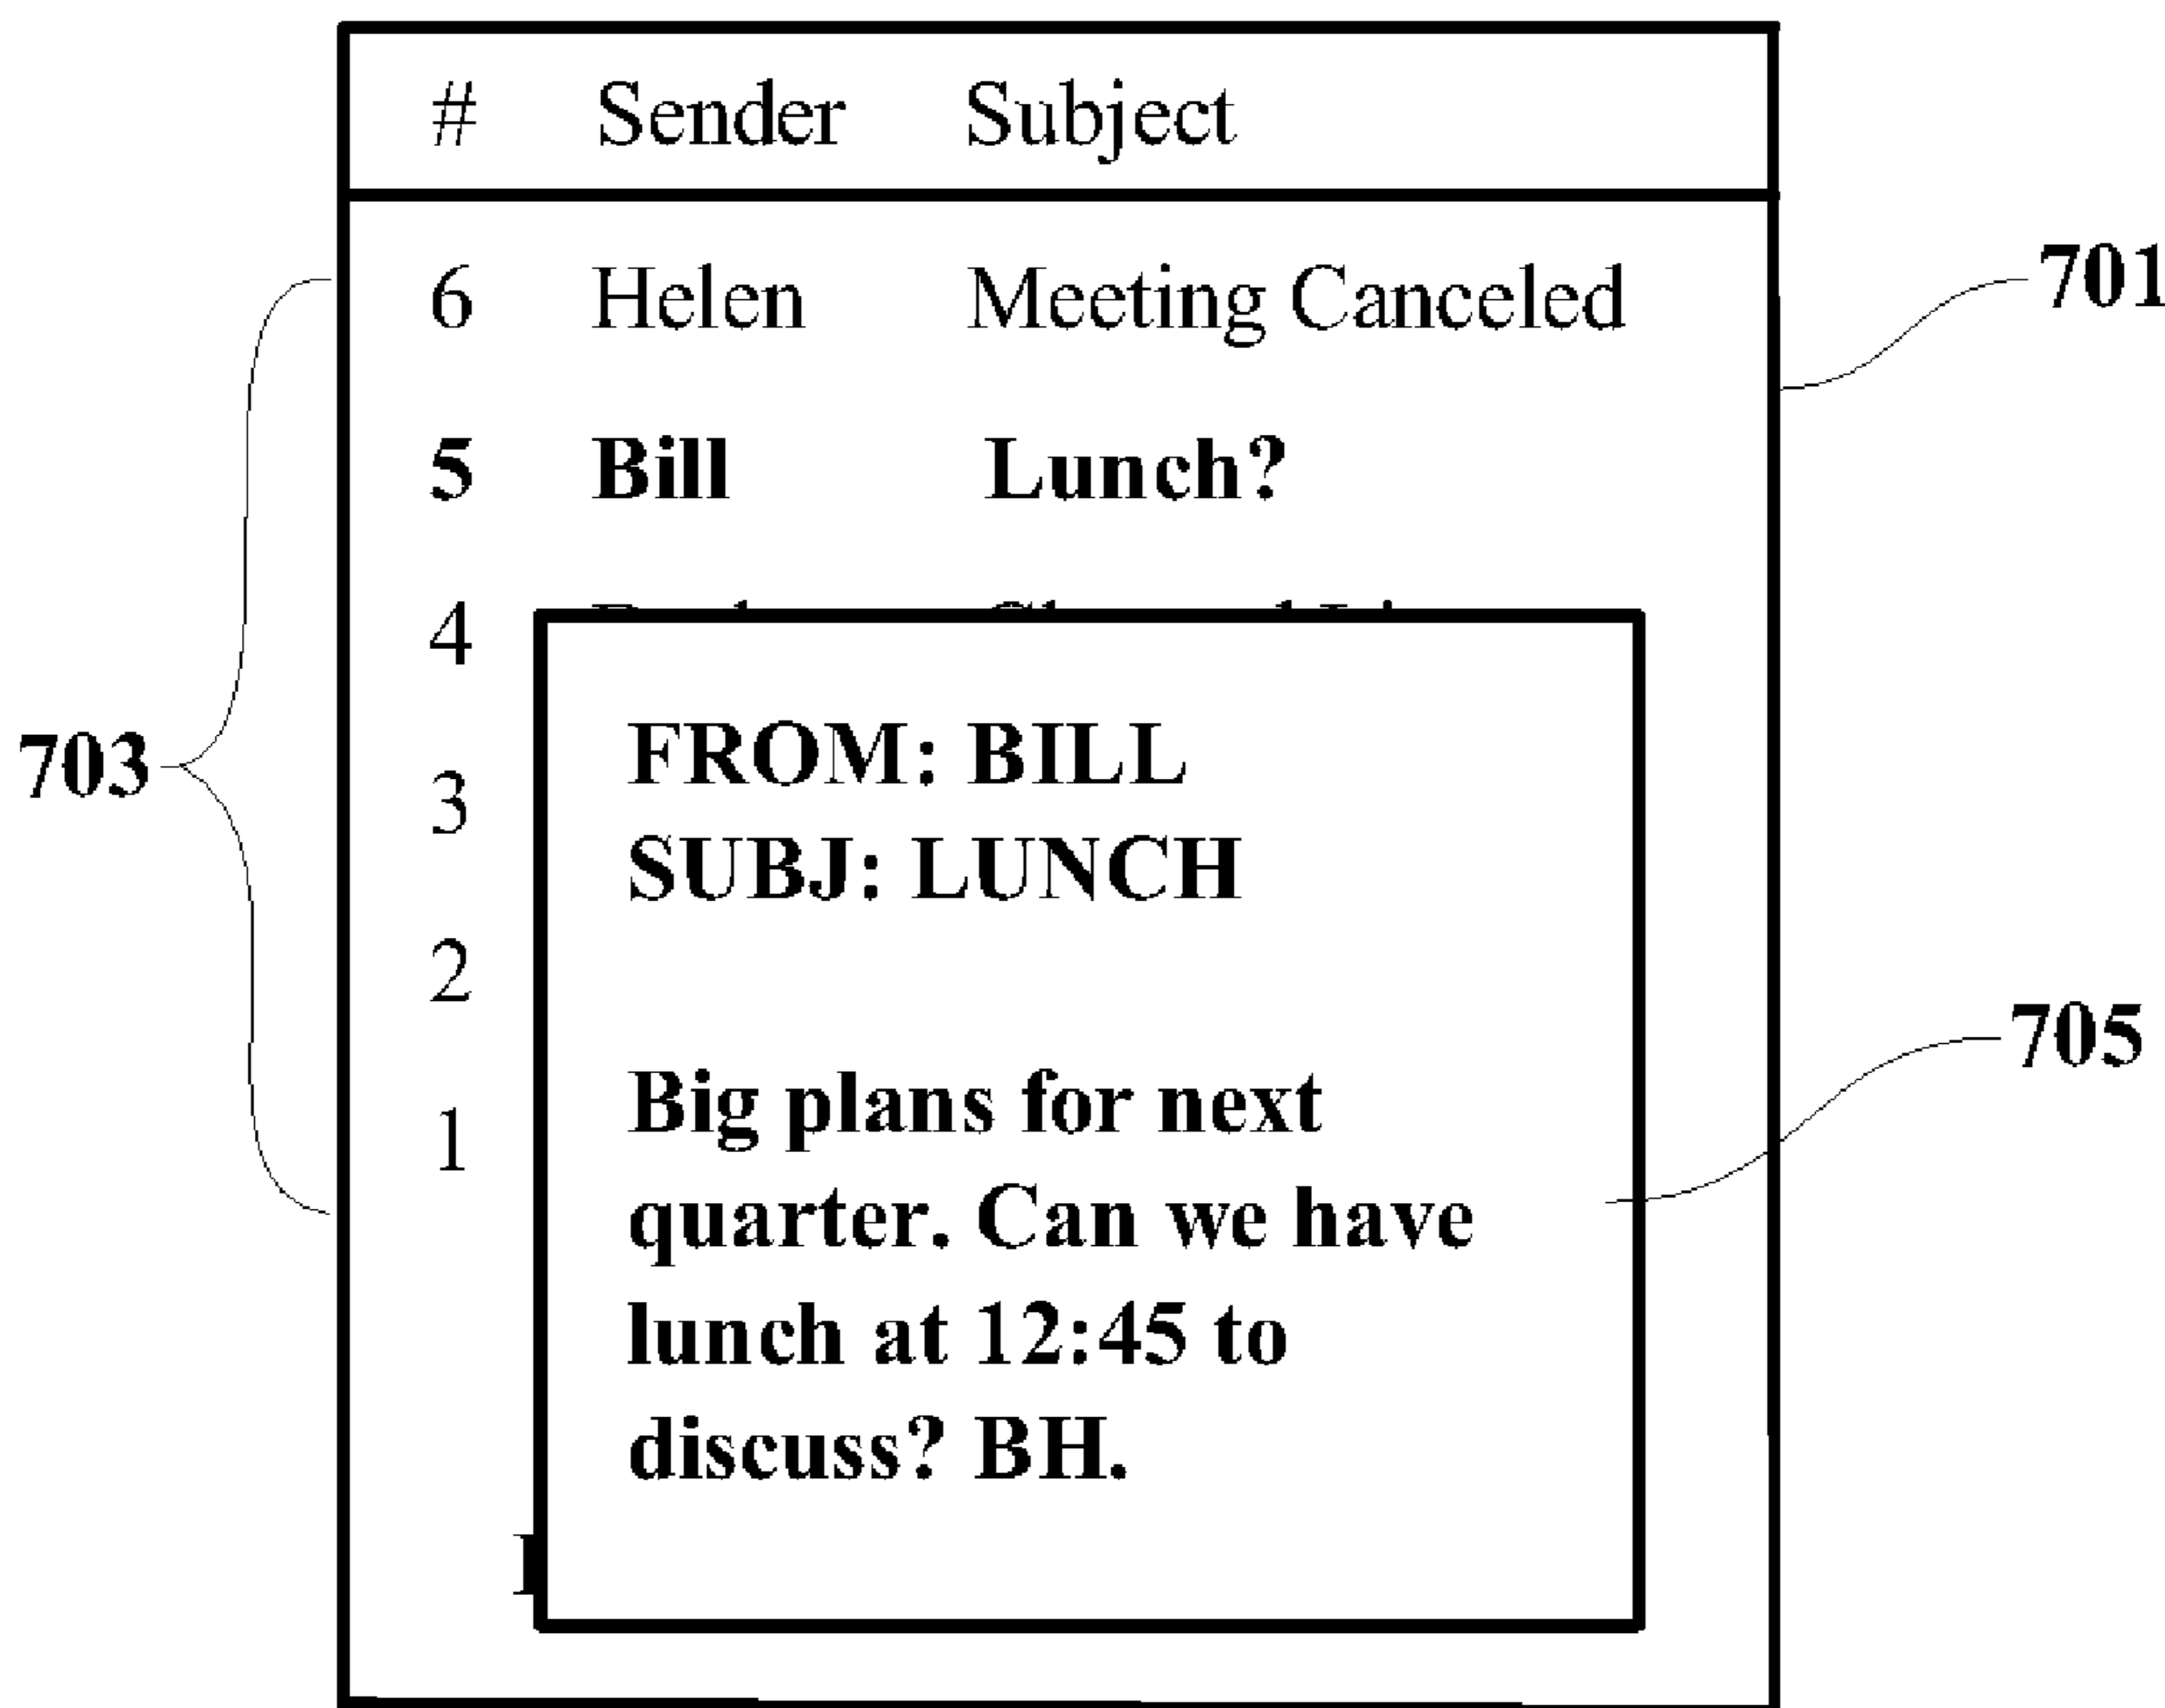 # Sender Subject
6 Helen Meeting Canceled
701
5 Bill Lunch?
4
FROM: BILL
703
3
SUBJ: LUNCH
2
705
Big plans for next
1
quarter. Can we have
lunch at 12:45 to
discuss? BH.